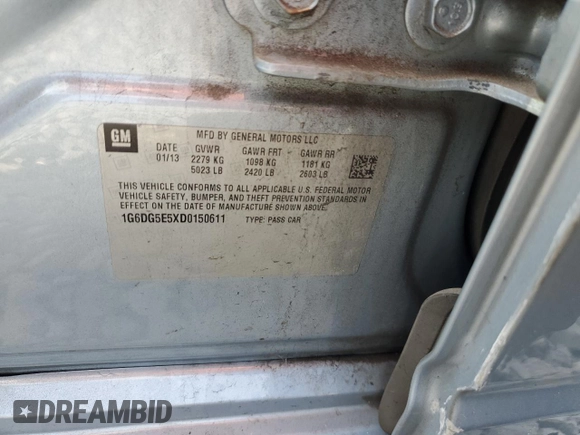 GM
MFD BY GENERAL MOTORS LLC
DATE GVWR GAWR FRT GAWR RR
01/13 2279 KG 1098 KG 1181 KG
5023 LB 2420 LB 2603 LB
THIS VEHICLE CONFORMS TO ALL APPLICABLE U.S. FEDERAL MOTOR
VEHICLE SAFETY, BUMPER, AND THEFT PREVENTION STANDARDS IN
EFFECT ON THE DATE OF MANUFACTURE SHOWN ABOVE.
1G6DG5E5XD0150611 TYPE: PASS CAR
DREAMBID